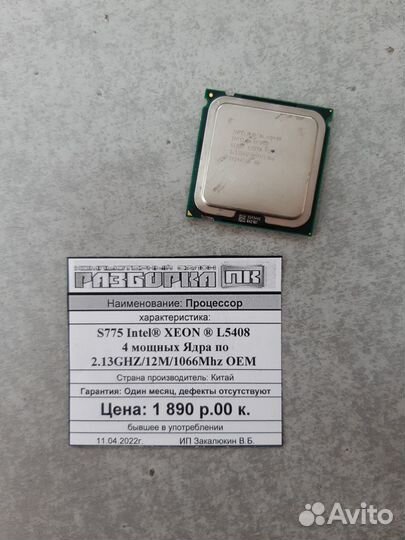 КОМПЬЮТЕРНЫЙ САЛОН
РАЗБОРКА ПК
Наименование: Процессор
характеристика:
S775 Intel® XEON ® L5408
4 мощных Ядра по
2.13GHZ/12M/1066Mhz OEM
Страна производитель: Китай
Гарантия: Один месяц, дефекты отсутствуют
Цена: 1 890 р.00 к.
бывшее в употреблении
11.04.2022г. ИП Закалюкин В.Б.
Avito